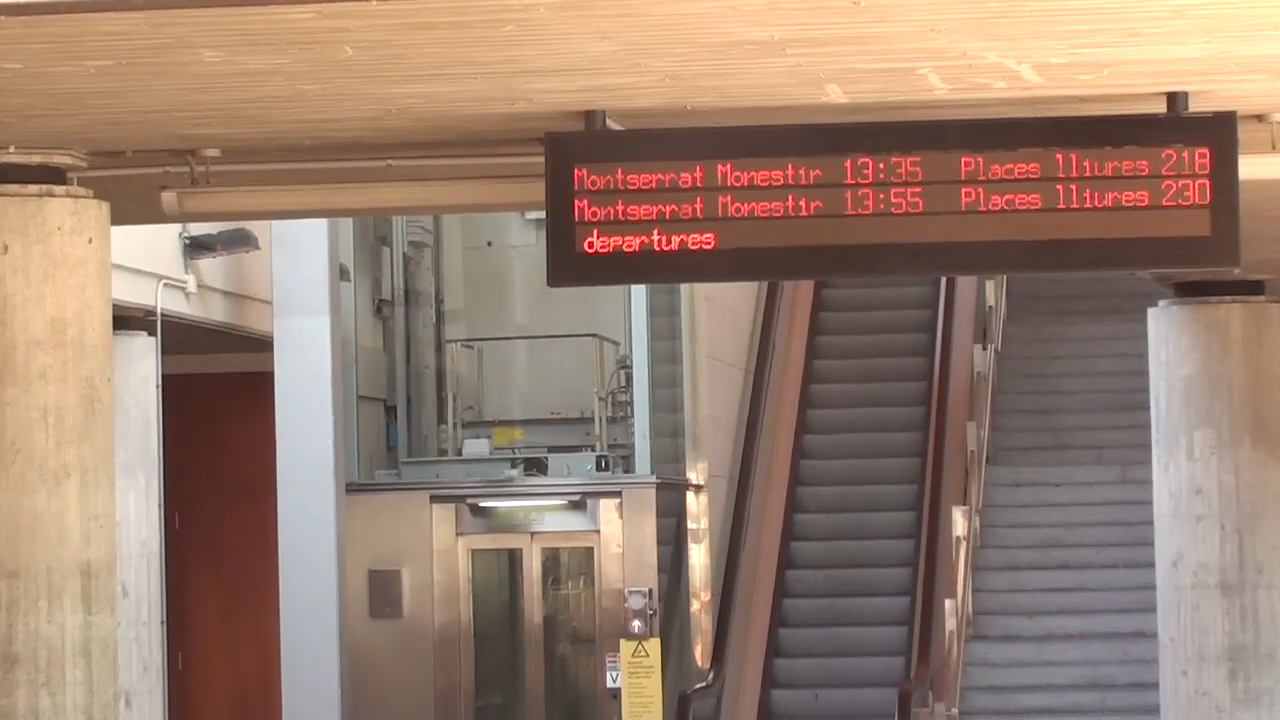 Montserrat Monestir 13:35 Places lliures 218
Montserrat Monestir 13:55 Places lliures 230
departures
V